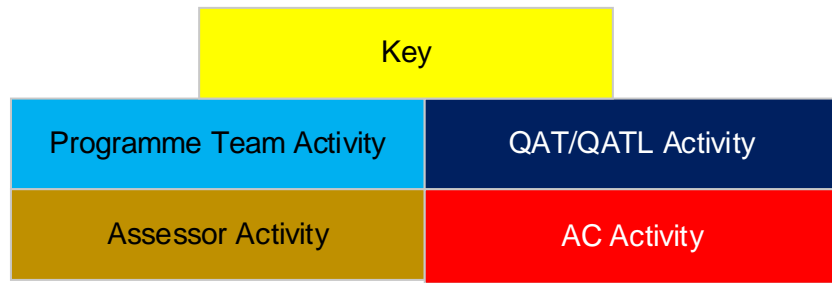 Key
Programme Team Activity
QAT/QATL Activity
Assessor Activity
AC Activity